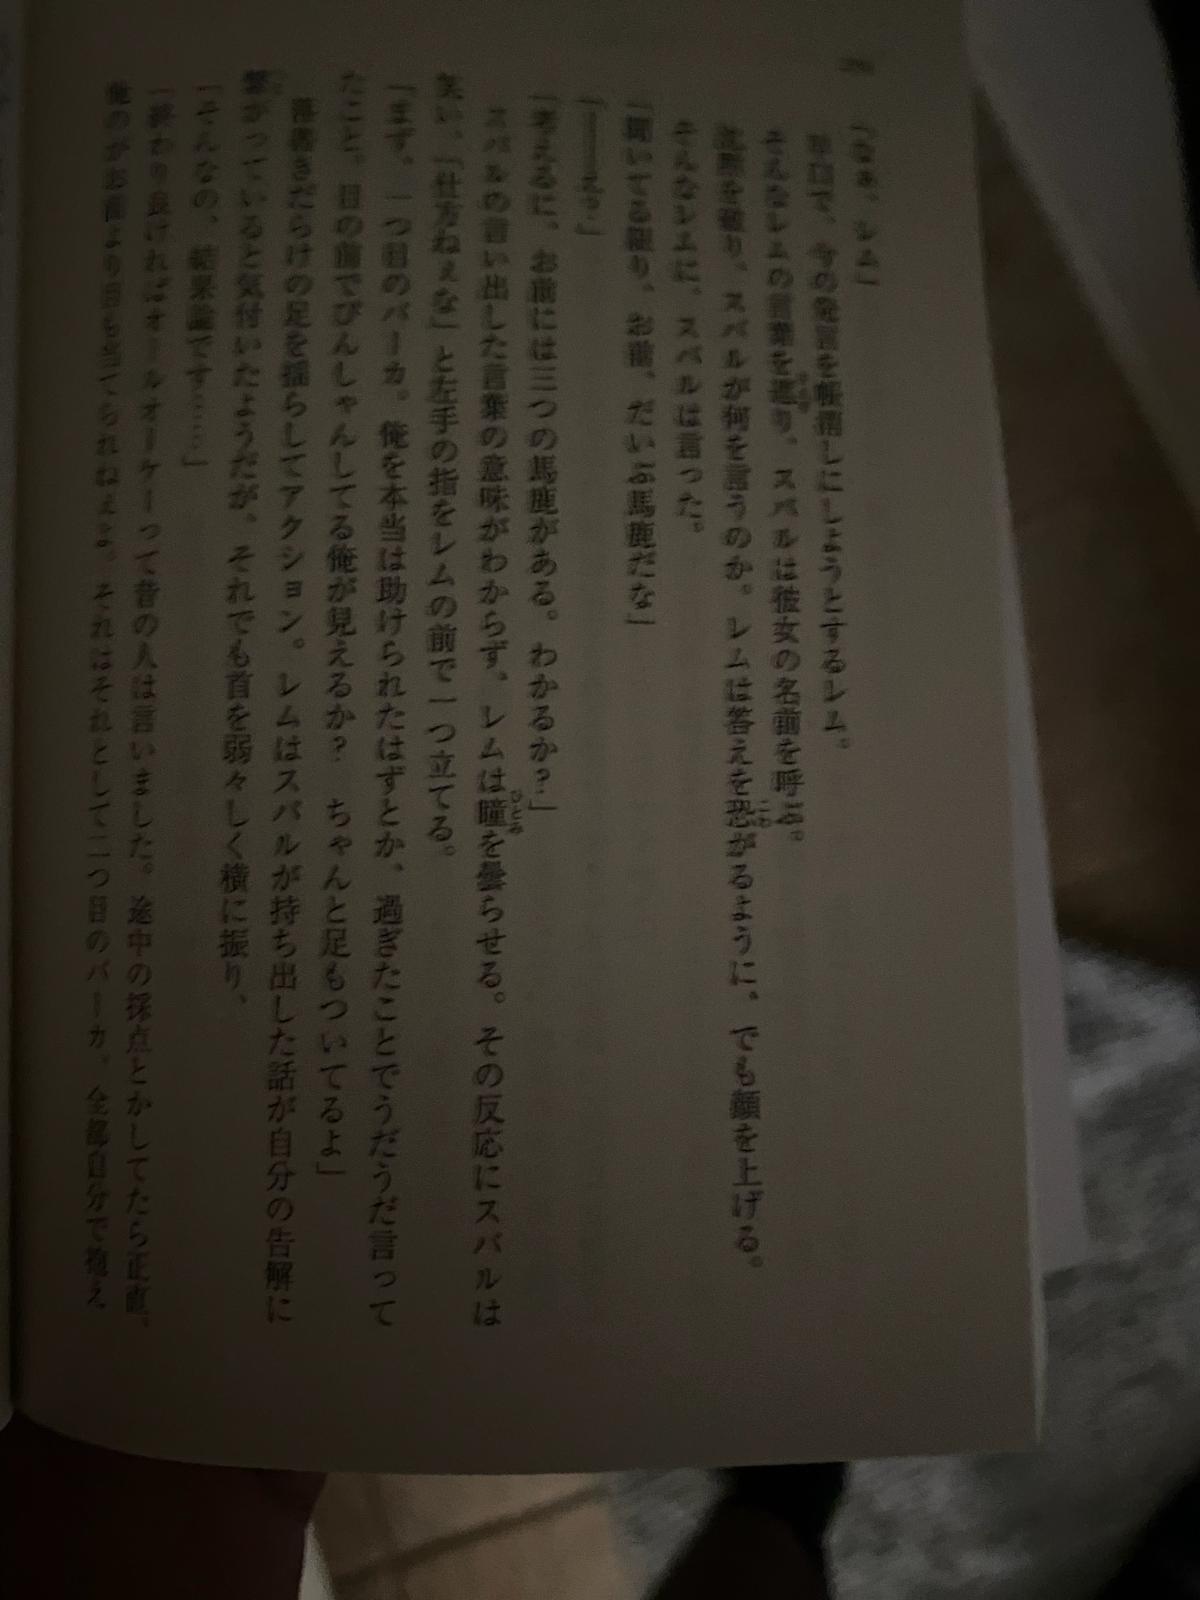 「なぁ、レム」
早口で、今の発言を帳消しにしようとするレム。
そんなレムの言葉を遮り、スバルは彼女の名前を呼ぶ。
沈黙を破り、スバルが何を言うのか。レムは答えを恐がるように、でも顔を上げる。
そんなレムに、スバルは言った。
「聞いてる限り、お前、だいぶ馬鹿だな」
「――え？」
「考えるに、お前には三つの馬鹿がある。わかるか？」
スバルの言い出した言葉の意味がわからず、レムは瞳を曇らせる。その反応にスバルは
笑い、「仕方ねぇな」と左手の指をレムの前で一つ立てる。
「まず、一つ目のバーカ。俺を本当は助けられたはずとか、過ぎたことでうだうだ言って
たこと。目の前でぴんしゃんしてる俺が見えるか？　ちゃんと足もついてるよ」
落書きだらけの足を揺らしてアクション。レムはスバルが持ち出した話が自分の告解に
繋がっていると気付いたようだが、それでも首を弱々しく横に振り、
「そんなの、結果論です……」
「終わり良ければオールオーケーって昔の人は言いました。途中の採点とかしてたら正直、
俺のがお前より目も当てられねぇよ。それはそれとして二つ目のバーカ。全部自分で抱え